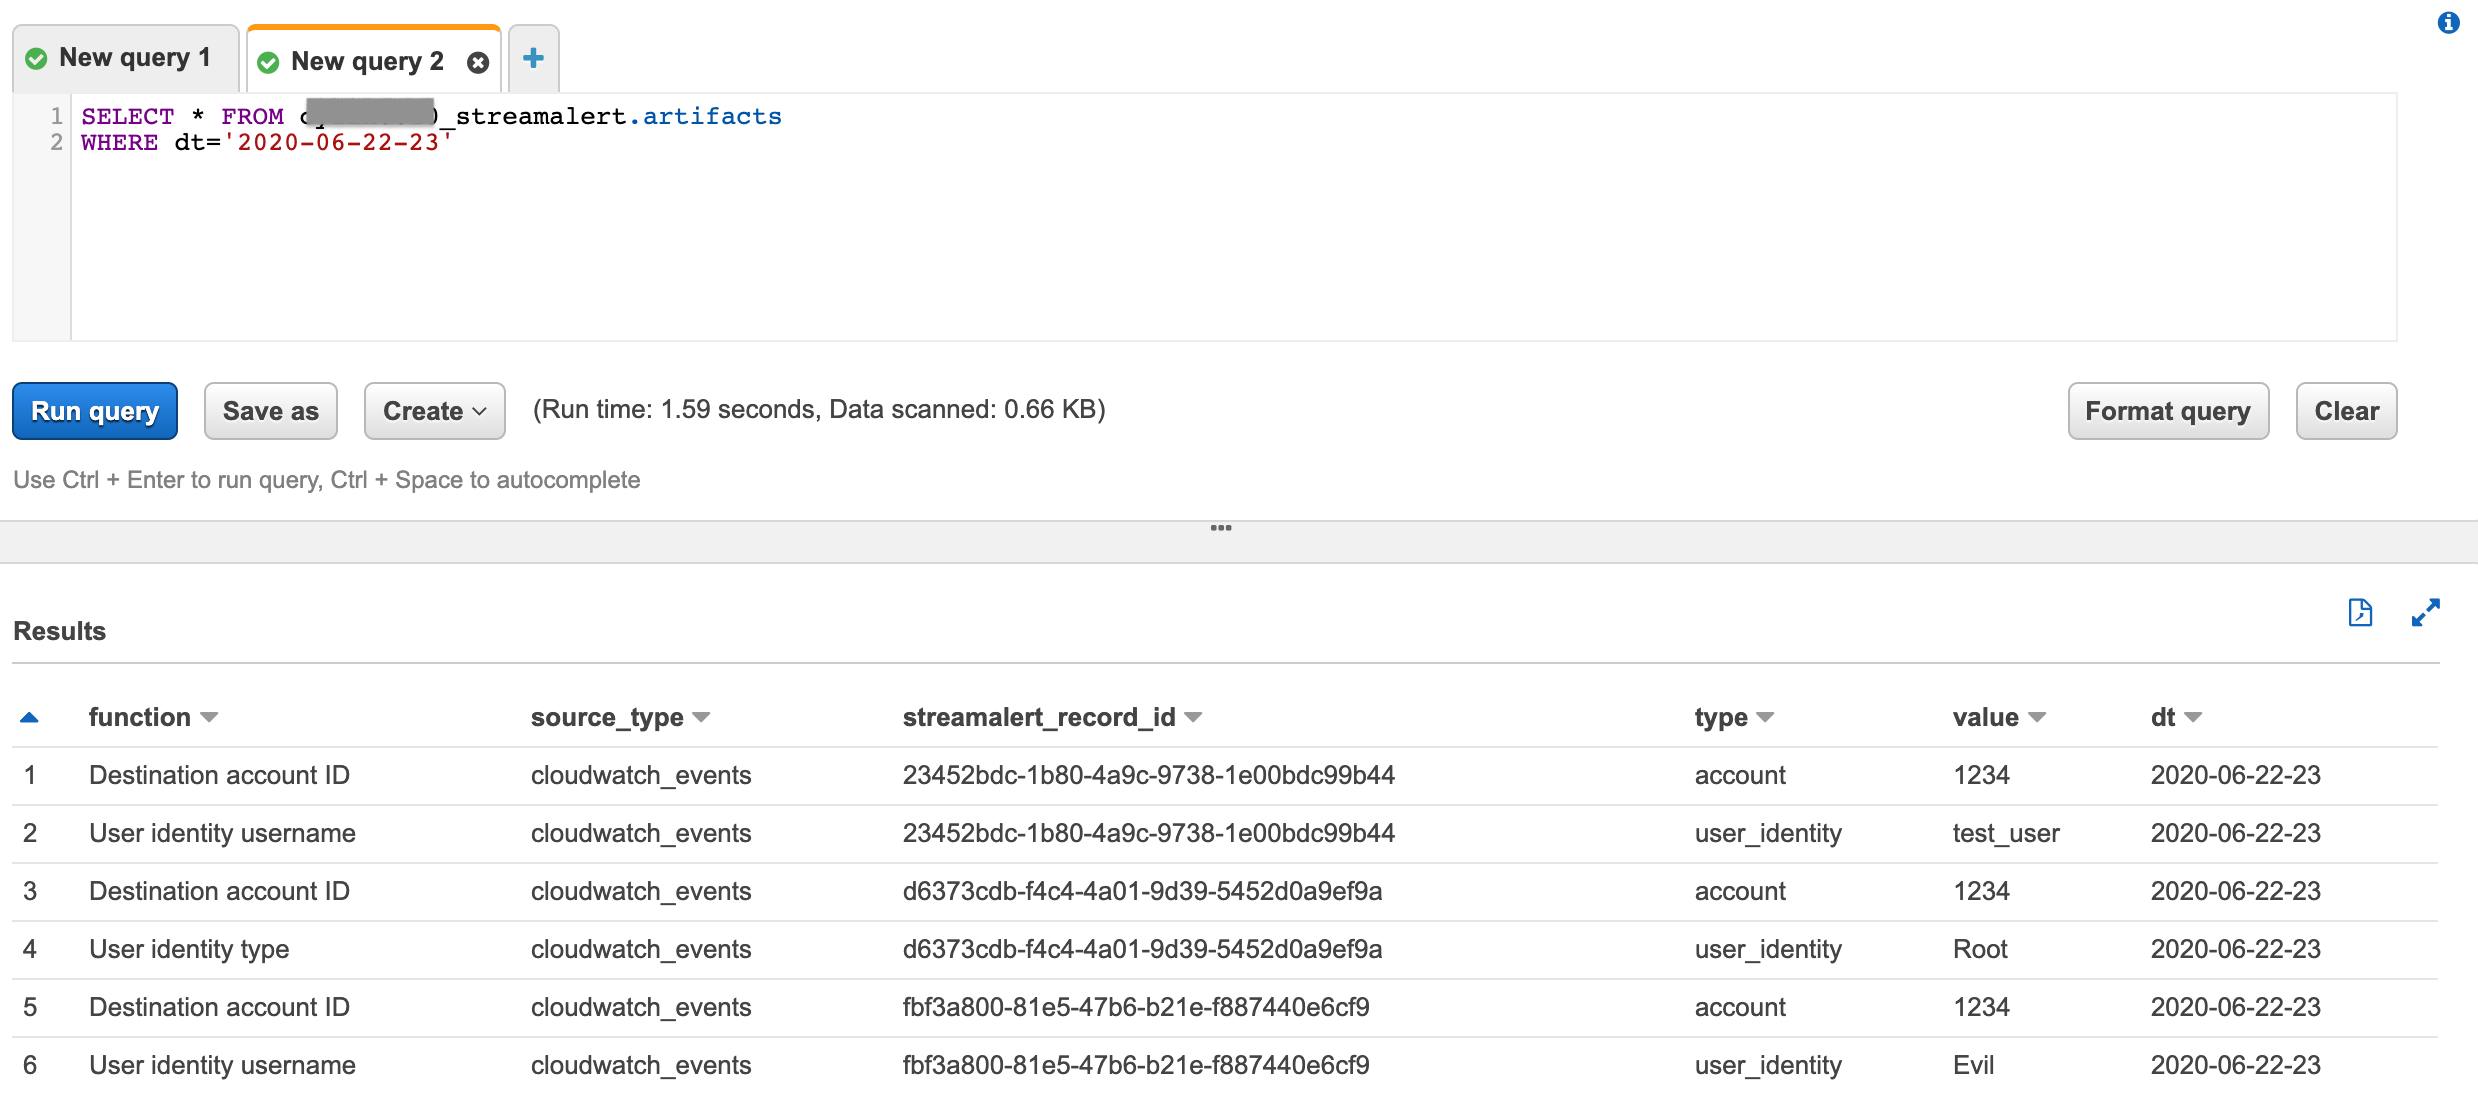 New query 1
New query 2
1 SELECT * FROM _streamalert.artifacts
2 WHERE dt='2020-06-22-23'
Run query Save as Create (Run time: 1.59 seconds, Data scanned: 0.66 KB) Format query Clear
Use Ctrl + Enter to run query, Ctrl + Space to autocomplete
Results
function source_type streamalert_record_id type value dt
1 Destination account ID cloudwatch_events 23452bdc-1b80-4a9c-9738-1e00bdc99b44 account 1234 2020-06-22-23
2 User identity username cloudwatch_events 23452bdc-1b80-4a9c-9738-1e00bdc99b44 user_identity test_user 2020-06-22-23
3 Destination account ID cloudwatch_events d6373cdb-f4c4-4a01-9d39-5452d0a9ef9a account 1234 2020-06-22-23
4 User identity type cloudwatch_events d6373cdb-f4c4-4a01-9d39-5452d0a9ef9a user_identity Root 2020-06-22-23
5 Destination account ID cloudwatch_events fbf3a800-81e5-47b6-b21e-f887440e6cf9 account 1234 2020-06-22-23
6 User identity username cloudwatch_events fbf3a800-81e5-47b6-b21e-f887440e6cf9 user_identity Evil 2020-06-22-23